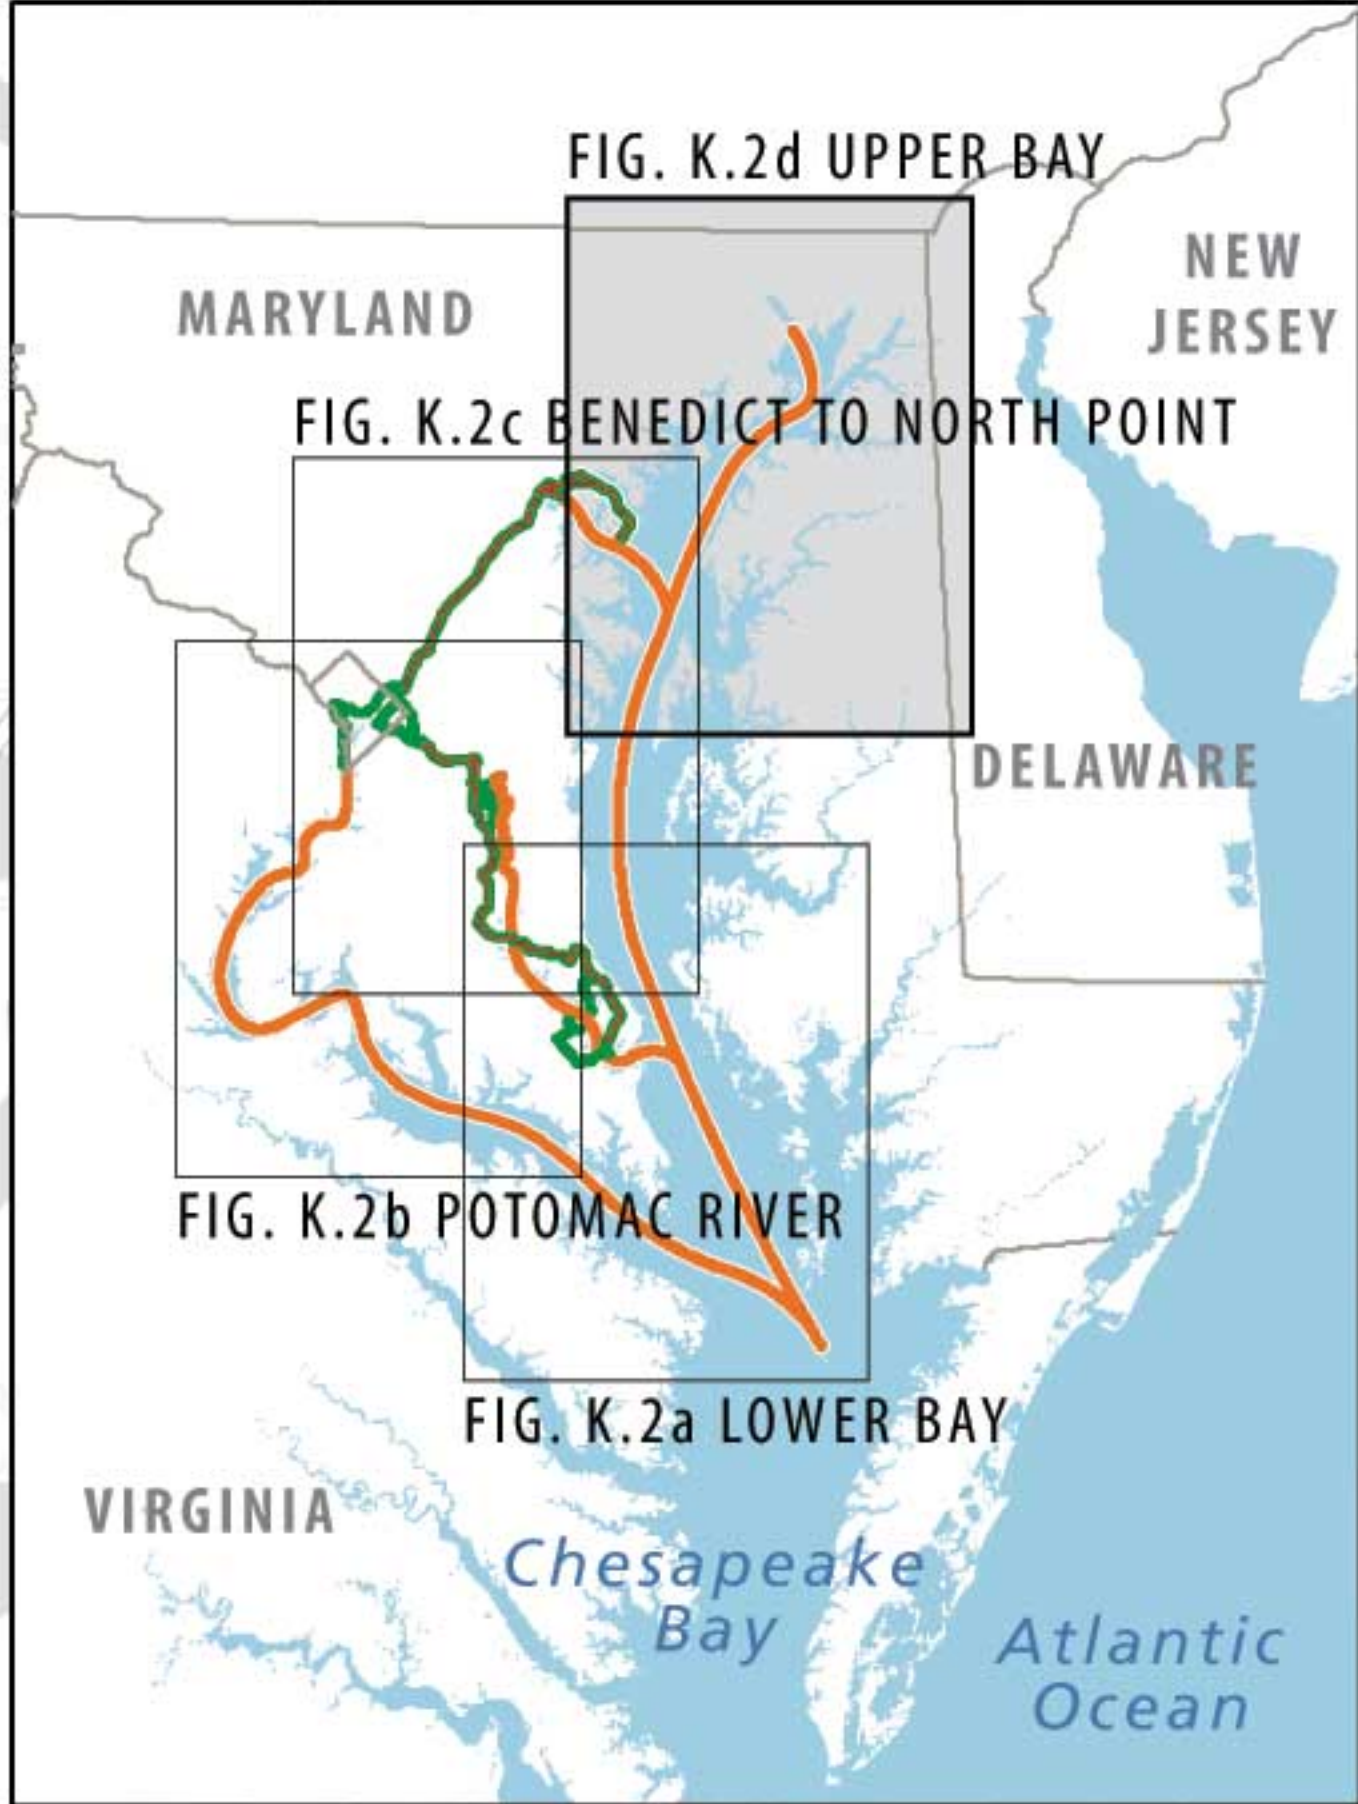 FIG. K.2d UPPER BAY
NEW
JERSEY
MARYLAND
FIG. K.2c BENEDICT TO NORTH POINT
DELAWARE
FIG. K.2b POTOMAC RIVER
FIG. K.2a LOWER BAY
VIRGINIA
Chesapeake
Bay
Atlantic
Ocean